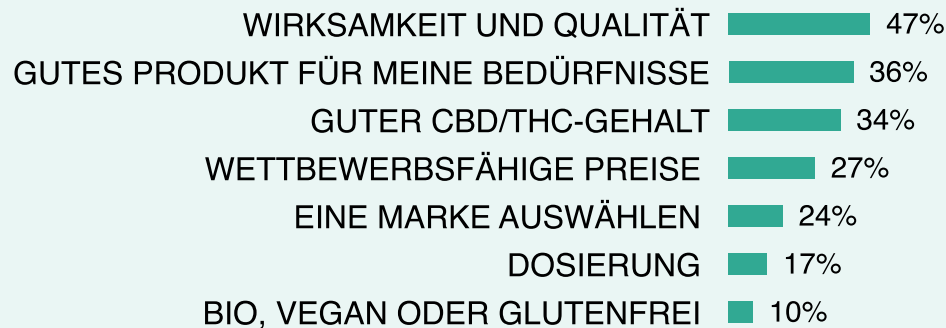 WIRKSAMKEIT UND QUALITÄT 47%
GUTES PRODUKT FÜR MEINE BEDÜRFNISSE 36%
GUTER CBD/THC-GEHALT 34%
WETTBEWERBSFÄHIGE PREISE 27%
EINE MARKE AUSWÄHLEN 24%
DOSIERUNG 17%
BIO, VEGAN ODER GLUTENFREI 10%